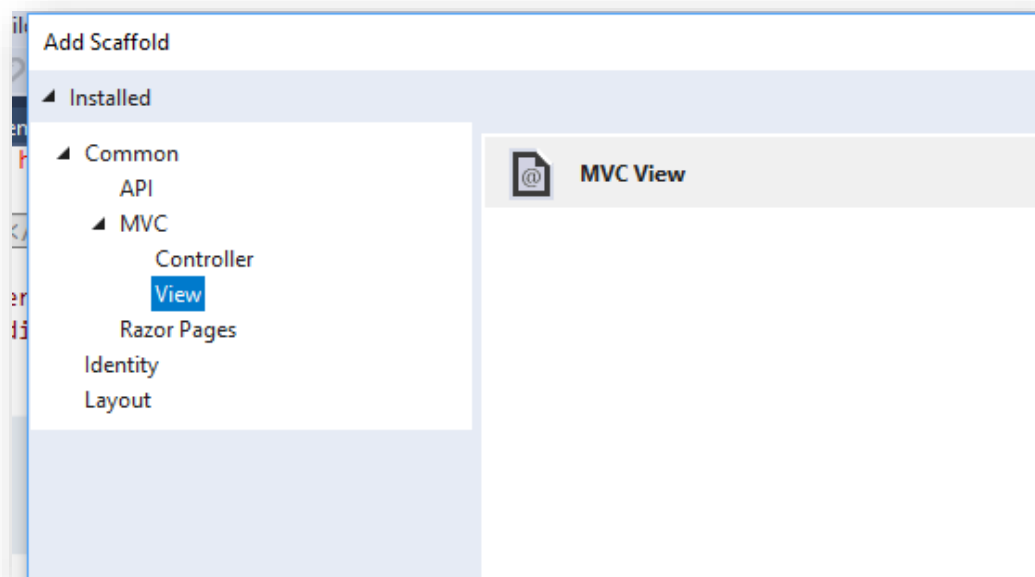 Add Scaffold
Installed
Common
API
MVC
Controller
View
Razor Pages
Identity
Layout
@ MVC View